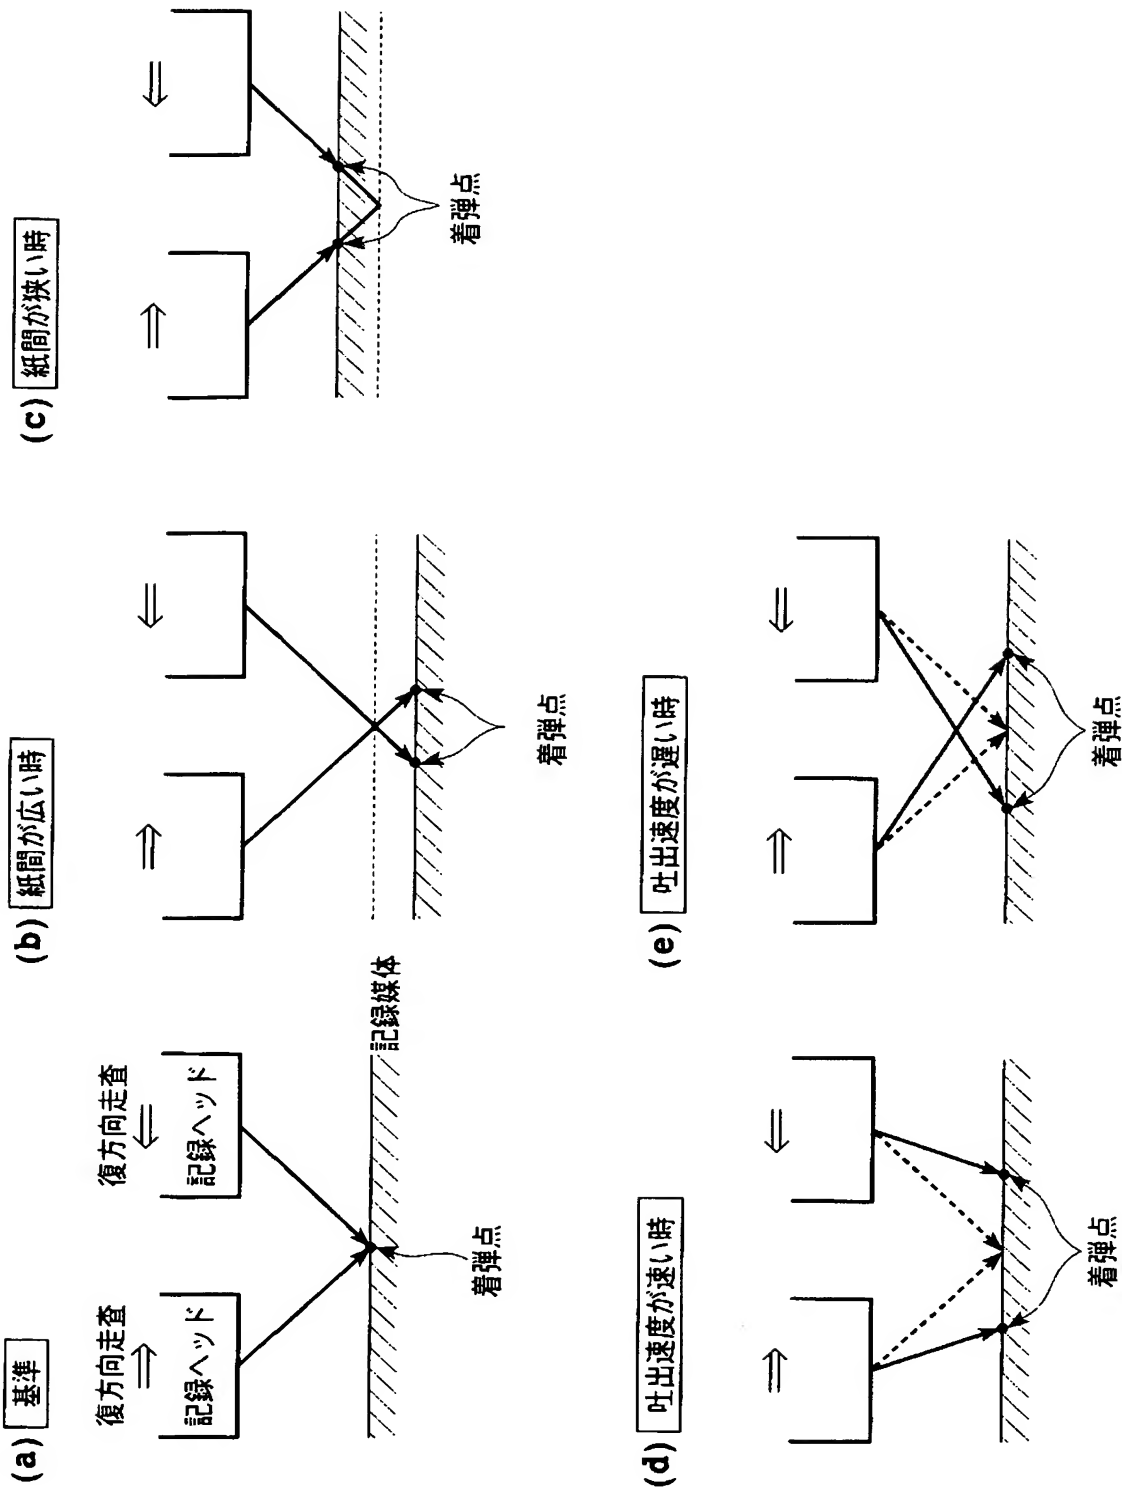 (a) 基準
復方向走査
復方向走査
記録ヘッド
記録ヘッド
記録媒体
着弾点
(b) 紙間が広い時
着弾点
(c) 紙間が狭い時
着弾点
(d) 吐出速度が速い時
着弾点
(e) 吐出速度が遅い時
着弾点